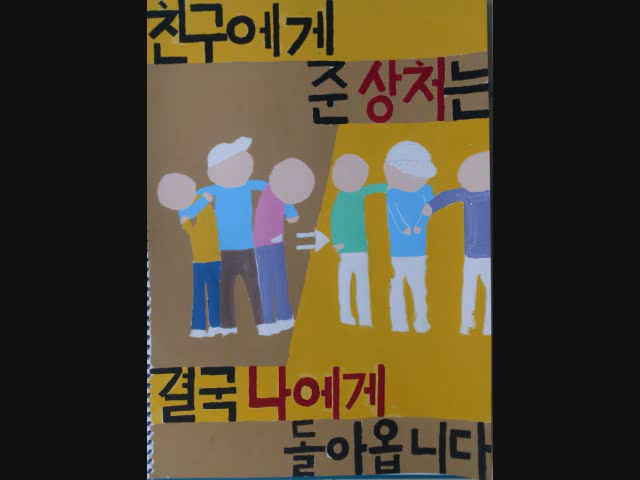 친구에게
준 상처는
결국 나에게
돌아옵니다